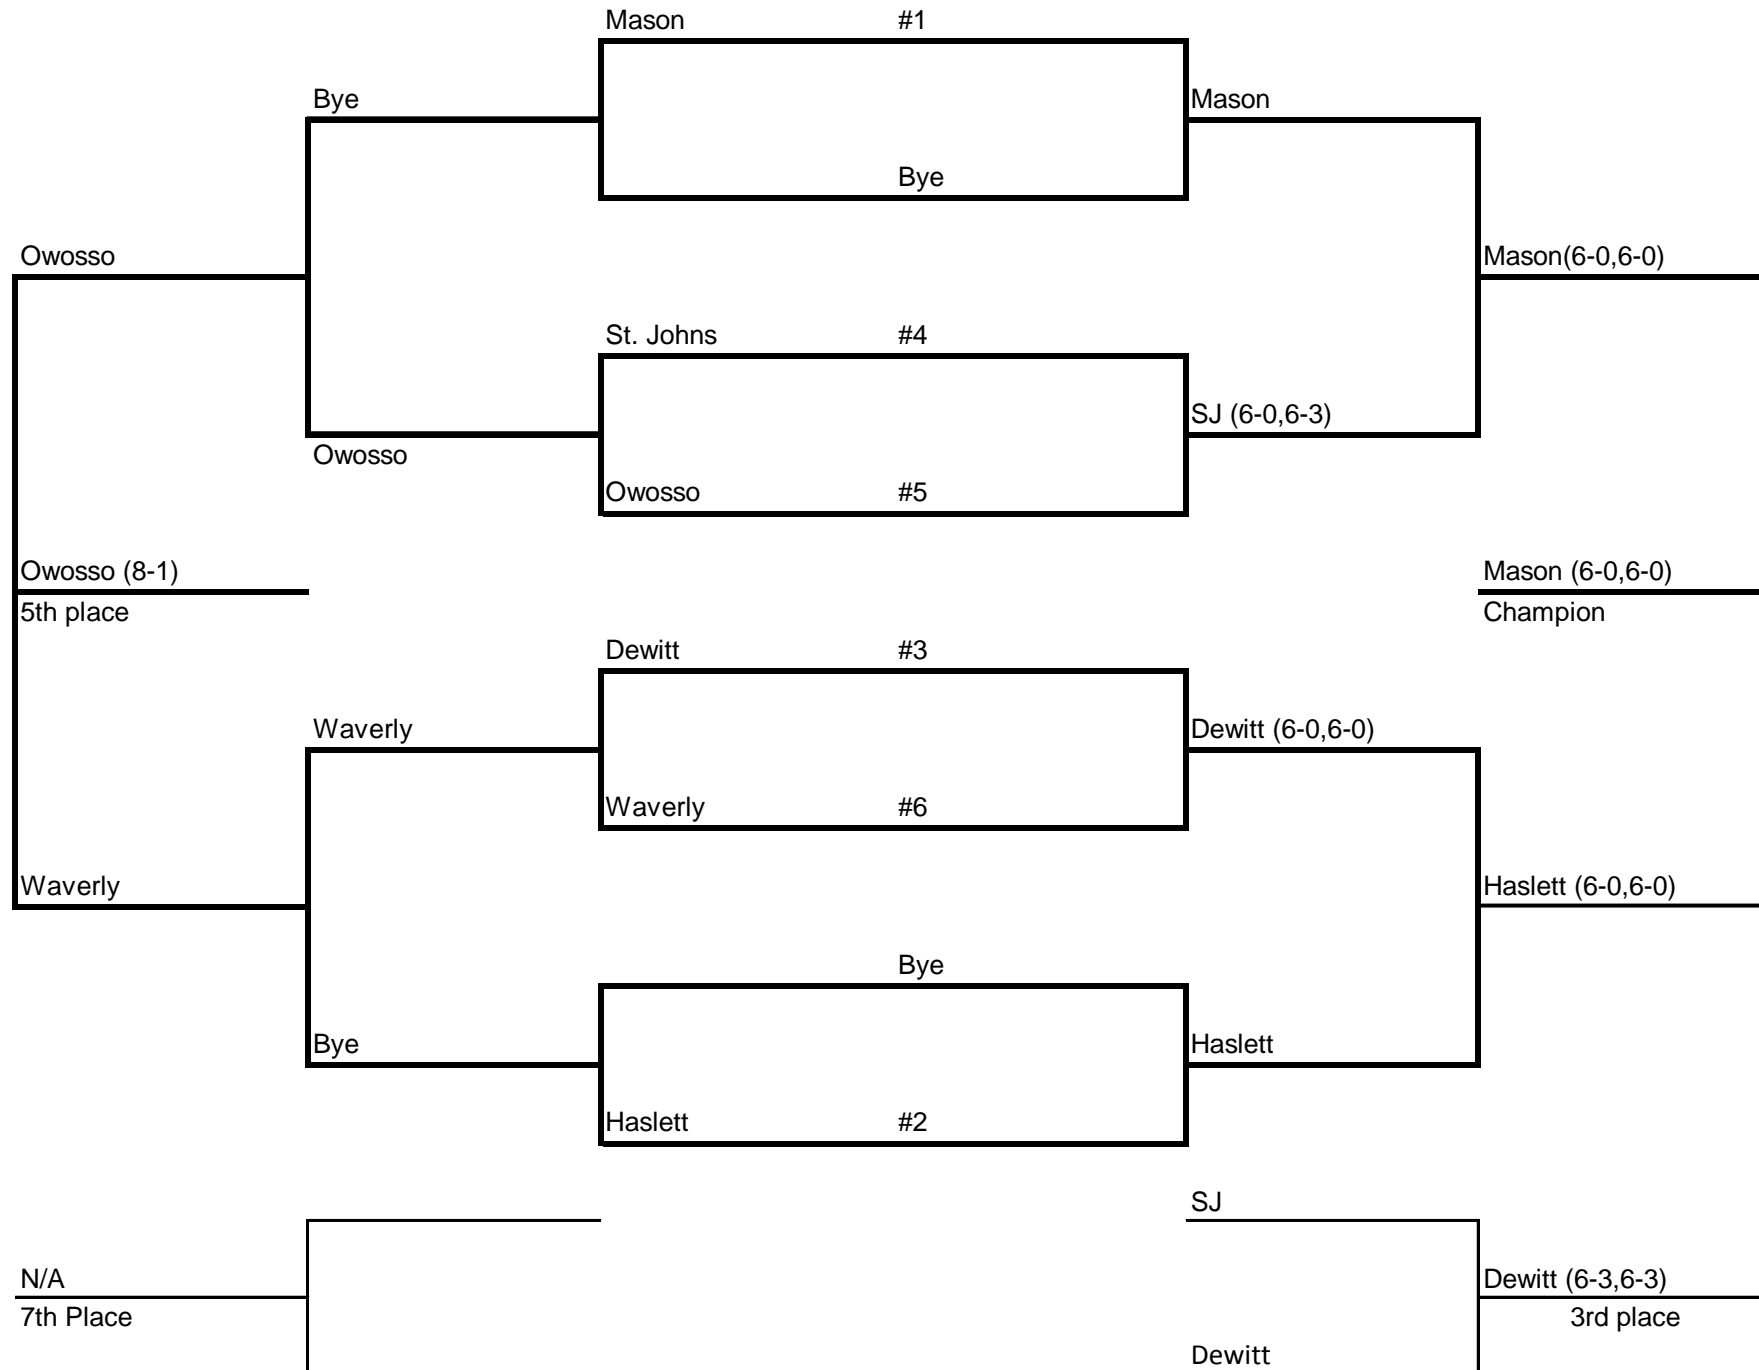 Mason #1
Bye Mason
Bye
Owosso Mason(6-0,6-0)
St. Johns #4
SJ (6-0,6-3)
Owosso
Owosso #5
Owosso (8-1) Mason (6-0,6-0)
5th place Champion
Dewitt #3
Waverly Dewitt (6-0,6-0)
Waverly #6
Waverly Haslett (6-0,6-0)
Bye
Bye Haslett
Haslett #2
SJ
N/A Dewitt (6-3,6-3)
7th Place 3rd place
Dewitt